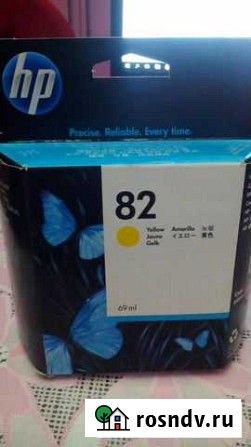 hp
Precise. Reliable. Every time.
82
Yellow Amarillo
Jaune イエロー 黄色
Gelb
69 ml
rosndv.ru